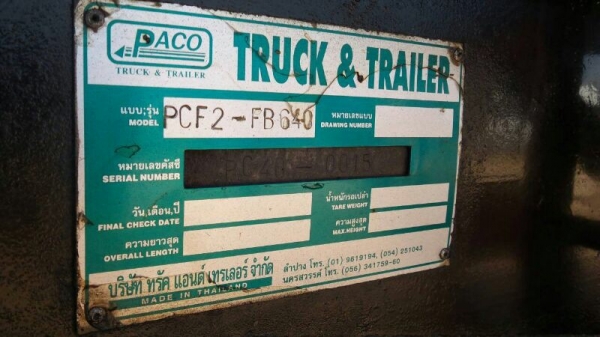 PACO
TRUCK & TRAILER
TRUCK & TRAILER
แบบ;รุ่น
MODEL PCF2-FB640
หมายเลขแบบ
DRAWING NUMBER
หมายเลขคัสซี
SERIAL NUMBER
วัน,เดือน,ปี
FINAL CHECK DATE
น้ำหนักรถเปล่า
TARE WEIGHT
ความยาวสุด
OVERALL LENGTH
ความสูงสุด
MAX.HEIGHT
บริษัท ทรัค แอนด์ เทรเลอร์ จำกัด
MADE IN THAILAND
ลำปาง โทร. (01) 9819194, (054) 251043
นครสวรรค์ โทร. (056) 341759-60